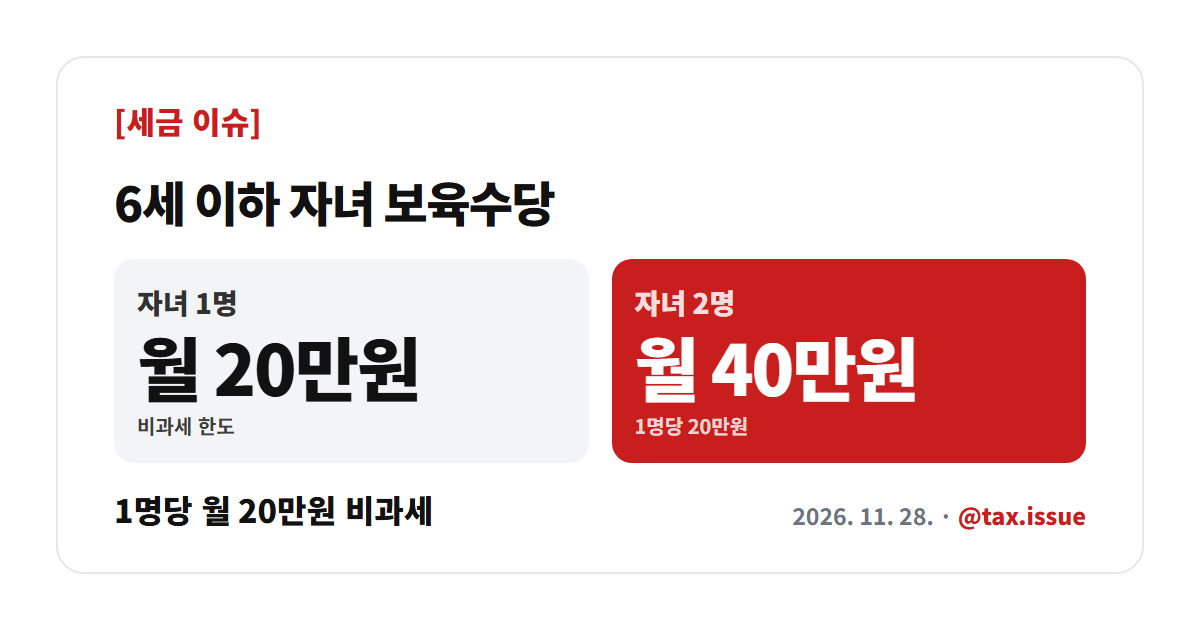 [세금 이슈]
6세 이하 자녀 보육수당
자녀 1명
월 20만원
비과세 한도
자녀 2명
월 40만원
1명당 20만원
1명당 월 20만원 비과세
2026. 11. 28. · @tax.issue